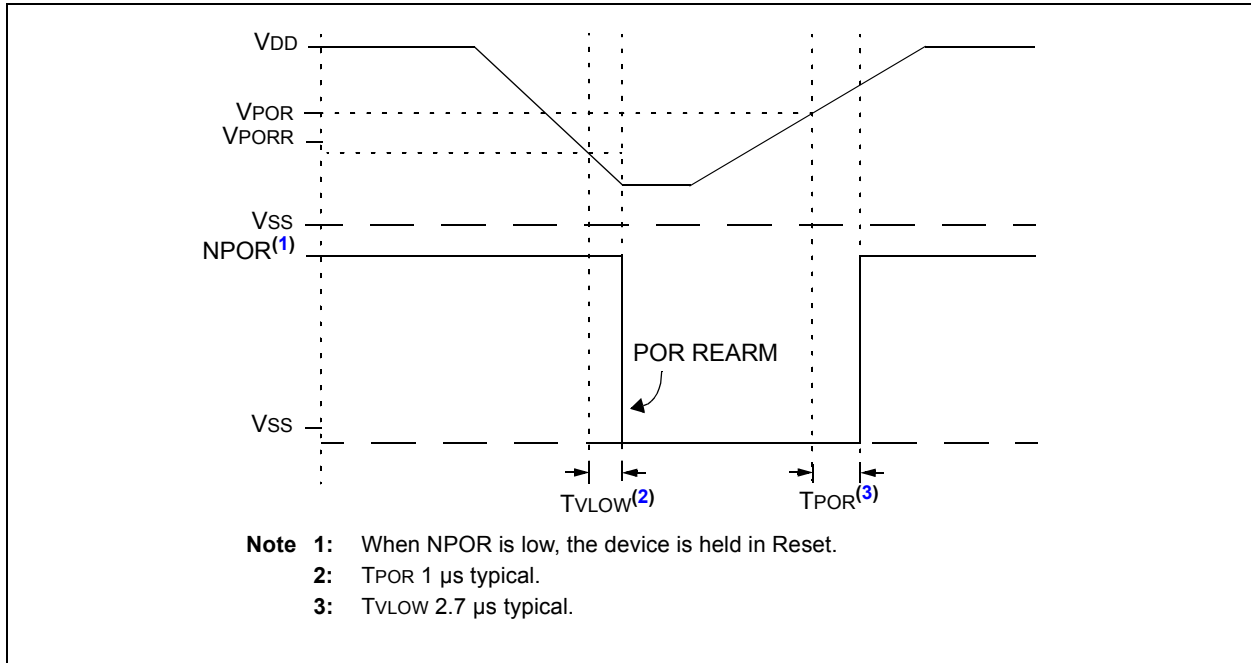 VDD
VPOR
VPORR
VSS
NPOR(1)
POR REARM
VSS
TVLOW(2)
TPOR(3)
Note 1: When NPOR is low, the device is held in Reset.
2: TPOR 1 μs typical.
3: TVLOW 2.7 μs typical.